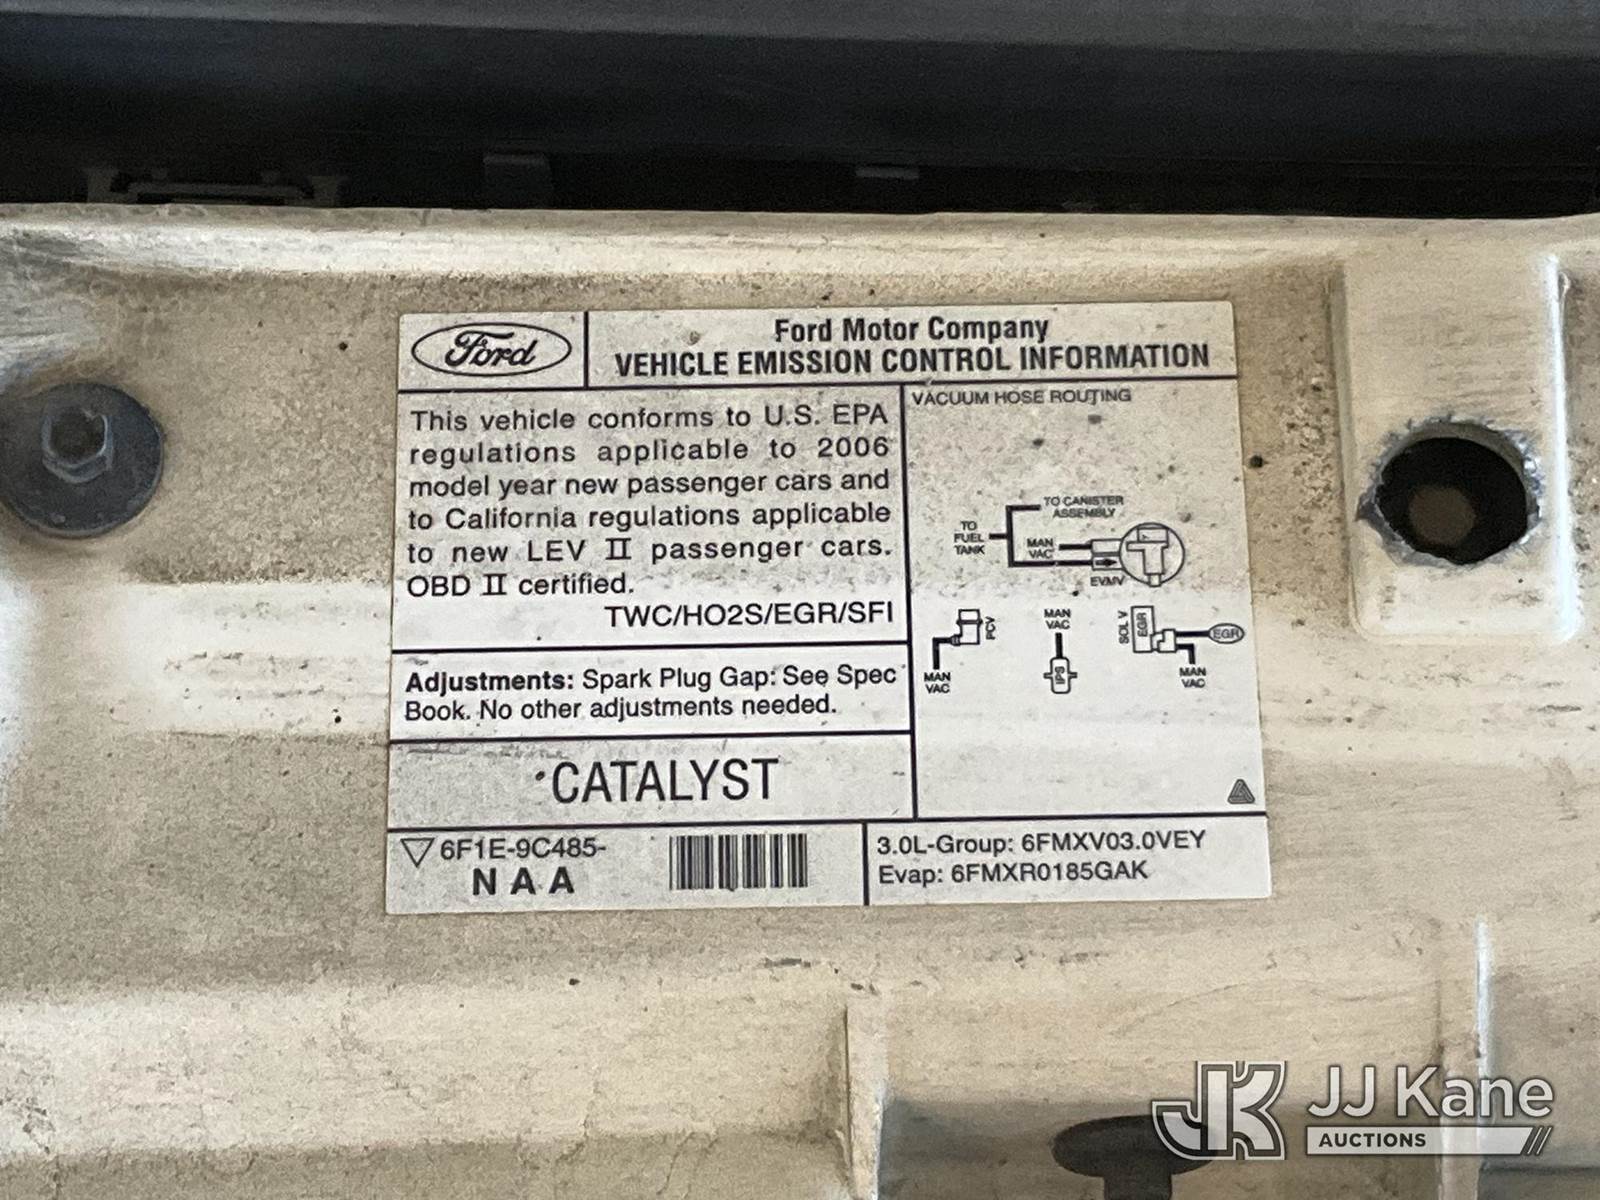 Ford
Ford Motor Company
VEHICLE EMISSION CONTROL INFORMATION
This vehicle conforms to U.S. EPA
regulations applicable to 2006
model year new passenger cars and
to California regulations applicable
to new LEV II passenger cars.
OBD II certified.
TWC/HO2S/EGR/SFI
Adjustments: Spark Plug Gap: See Spec
Book. No other adjustments needed.
CATALYST
6F1E-9C485-
NAA
VACUUM HOSE ROUTING
TO CANISTER
ASSEMBLY
TO
FUEL
TANK
MAN
VAC
EVMV
PCV
MAN
VAC
MAN
VAC
IPS
SOL V
EGR
EGR
MAN
VAC
3.0L-Group: 6FMXV03.0VEY
Evap: 6FMXR0185GAK
JK JJ Kane
AUCTIONS